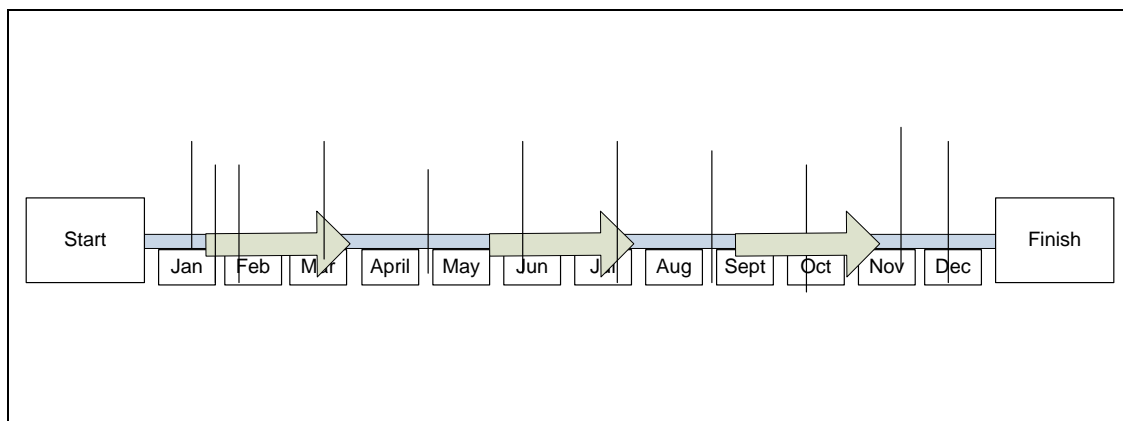 Start
Finish
Jan
Feb
Mar
April
May
Jun
Jul
Aug
Sept
Oct
Nov
Dec